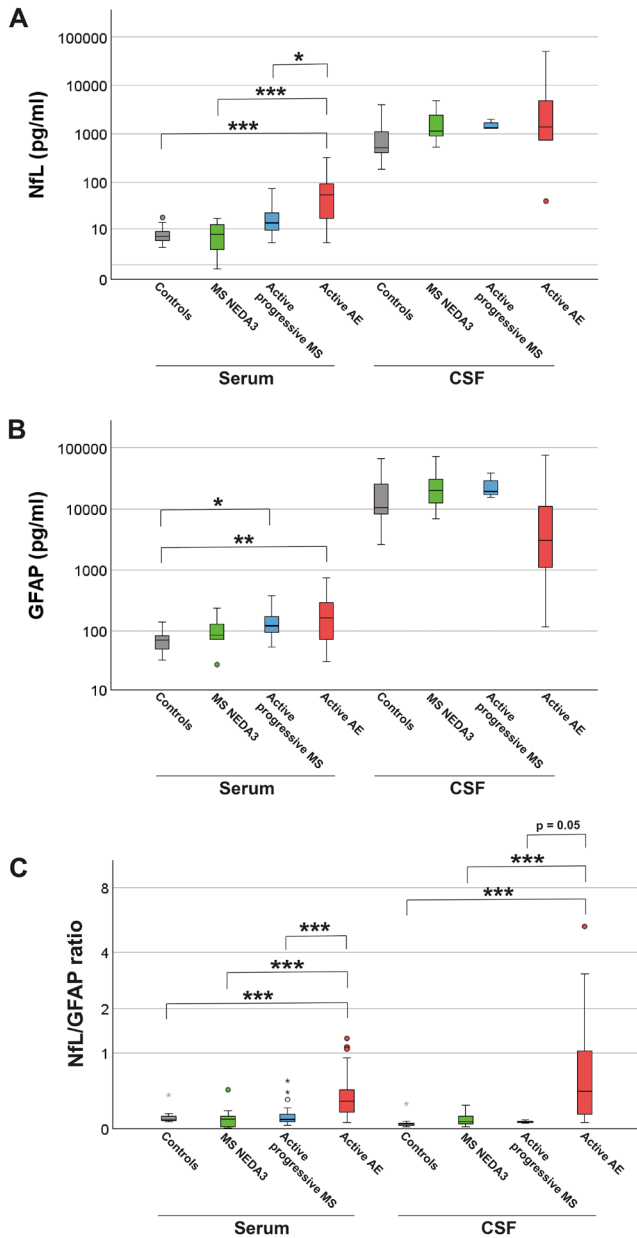 A
NfL (pg/ml)
100000
10000
1000
100
10
0
*
***
***
Controls
MS NEDA3
Active
progressive MS
Active AE
Controls
MS NEDA3
Active
progressive MS
Active AE
Serum
CSF
B
GFAP (pg/ml)
100000
10000
1000
100
10
*
**
Controls
MS NEDA3
Active
progressive MS
Active AE
Controls
MS NEDA3
Active
progressive MS
Active AE
Serum
CSF
C
NfL/GFAP ratio
8
4
2
1
0
p = 0.05
***
***
***
***
***
Controls
MS NEDA3
Active
progressive MS
Active AE
Controls
MS NEDA3
Active
progressive MS
Active AE
Serum
CSF